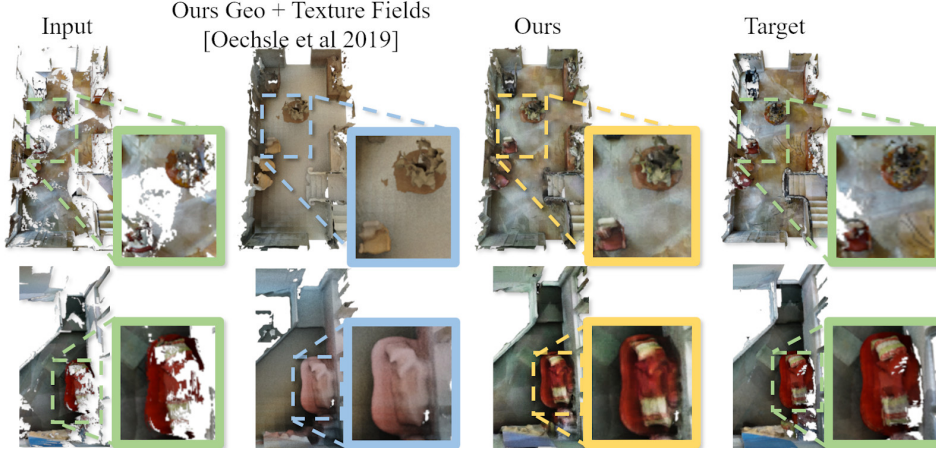 Input
Ours Geo + Texture Fields
[Oechsle et al 2019]
Ours
Target